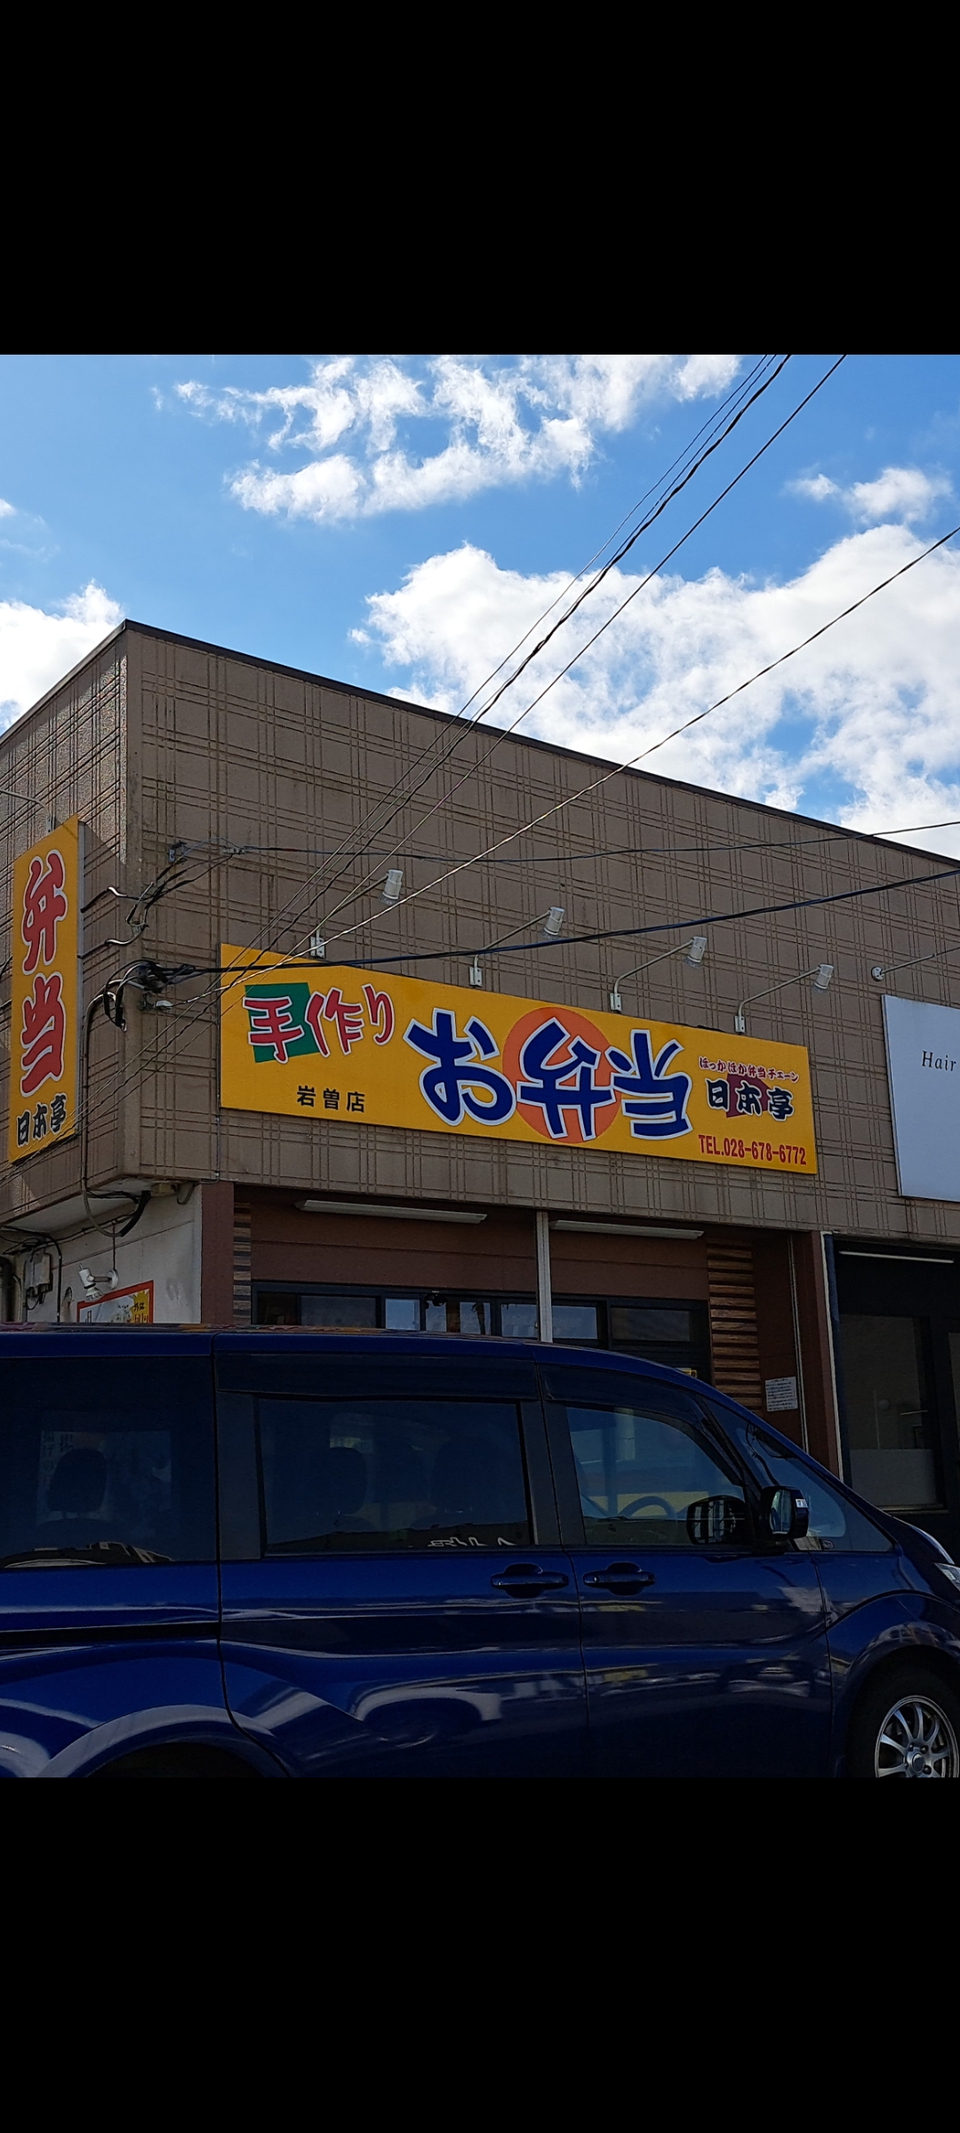 弁当
日本亭
手作り
お弁当
岩曽店
ほっかほか弁当チェーン
日本亭
TEL.028-678-6772
Hair